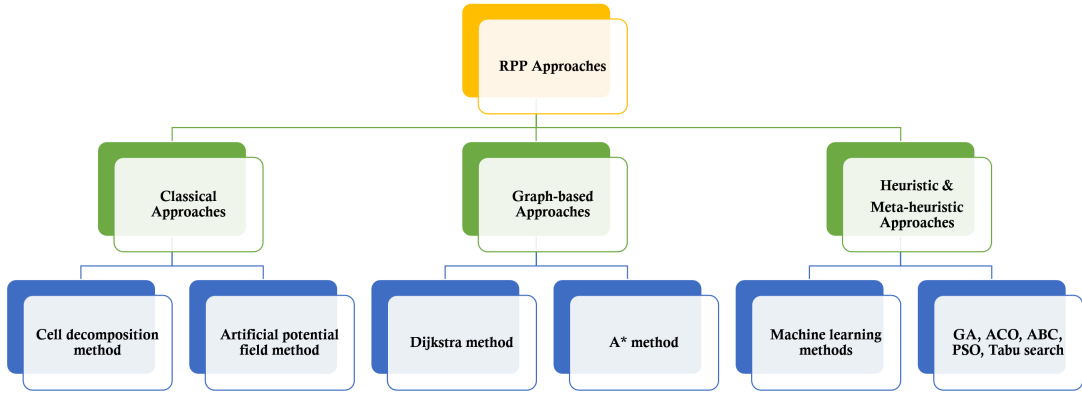 RPP Approaches
Classical
Approaches
Graph-based
Approaches
Heuristic &
Meta-heuristic
Approaches
Cell decomposition
method
Artificial potential
field method
Dijkstra method
A* method
Machine learning
methods
GA, ACO, ABC,
PSO, Tabu search